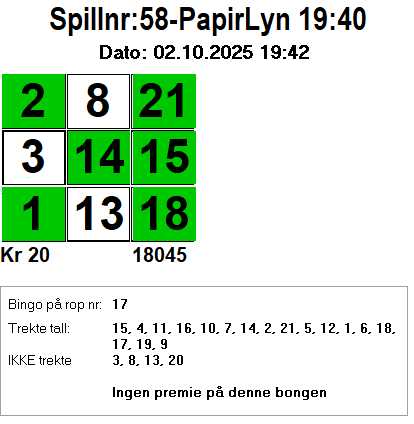 Spillnr:58-PapirLyn 19:40
Dato: 02.10.2025 19:42
2 8 21
3 14 15
1 13 18
Kr 20 18045
Bingo på rop nr: 17
Trekte tall: 15, 4, 11, 16, 10, 7, 14, 2, 21, 5, 12, 1, 6, 18,
17, 19, 9
IKKE trekte 3, 8, 13, 20
Ingen premie på denne bongen